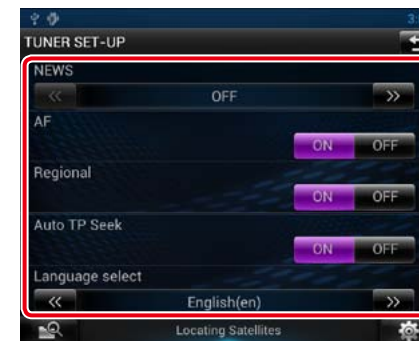 3:
TUNER SET-UP
NEWS
<< OFF >>
AF
ON OFF
Regional
ON OFF
Auto TP Seek
ON OFF
Language select
<< English(en) >>
Locating Satellites